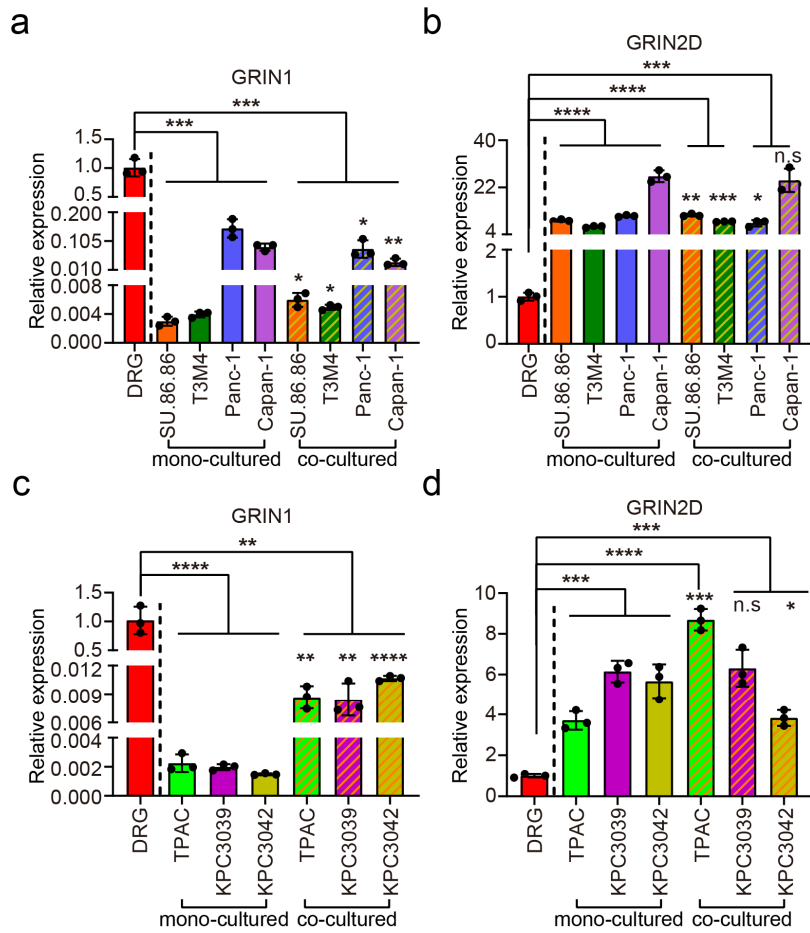 a
GRIN1
***
***
Relative expression
1.5
1.0
0.5
0.200
0.105
0.010
0.008
0.004
0.000
*
*
*
**
DRG
SU.86.86
T3M4
Panc-1
Capan-1
SU.86.86
T3M4
Panc-1
Capan-1
mono-cultured
co-cultured
b
GRIN2D
***
****
****
Relative expression
40
22
4
2
1
0
**
***
*
n.s
DRG
SU.86.86
T3M4
Panc-1
Capan-1
SU.86.86
T3M4
Panc-1
Capan-1
mono-cultured
co-cultured
c
GRIN1
**
****
Relative expression
1.5
1.0
0.5
0.012
0.009
0.006
0.004
0.002
0.000
**
**
****
DRG
TPAC
KPC3039
KPC3042
TPAC
KPC3039
KPC3042
mono-cultured
co-cultured
d
GRIN2D
***
****
***
Relative expression
10
8
6
4
2
0
***
n.s
*
DRG
TPAC
KPC3039
KPC3042
TPAC
KPC3039
KPC3042
mono-cultured
co-cultured